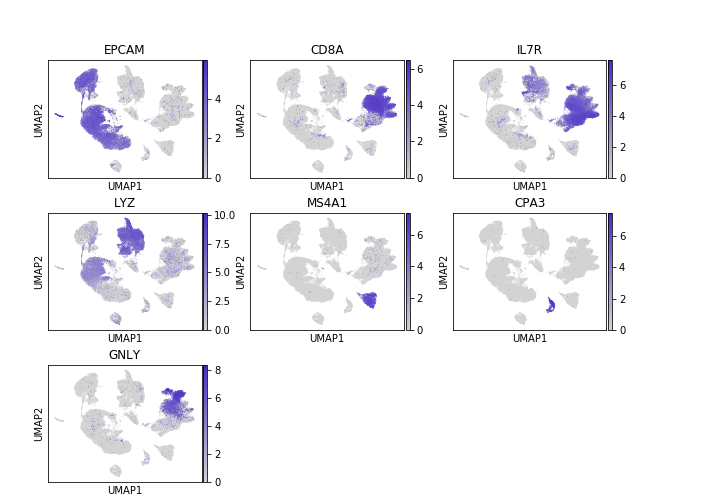 EPCAM
UMAP2
4
2
0
UMAP1
CD8A
UMAP2
6
4
2
0
UMAP1
IL7R
UMAP2
6
4
2
0
UMAP1
LYZ
UMAP2
10.0
7.5
5.0
2.5
0.0
UMAP1
MS4A1
UMAP2
6
4
2
0
UMAP1
CPA3
UMAP2
6
4
2
0
UMAP1
GNLY
UMAP2
8
6
4
2
0
UMAP1